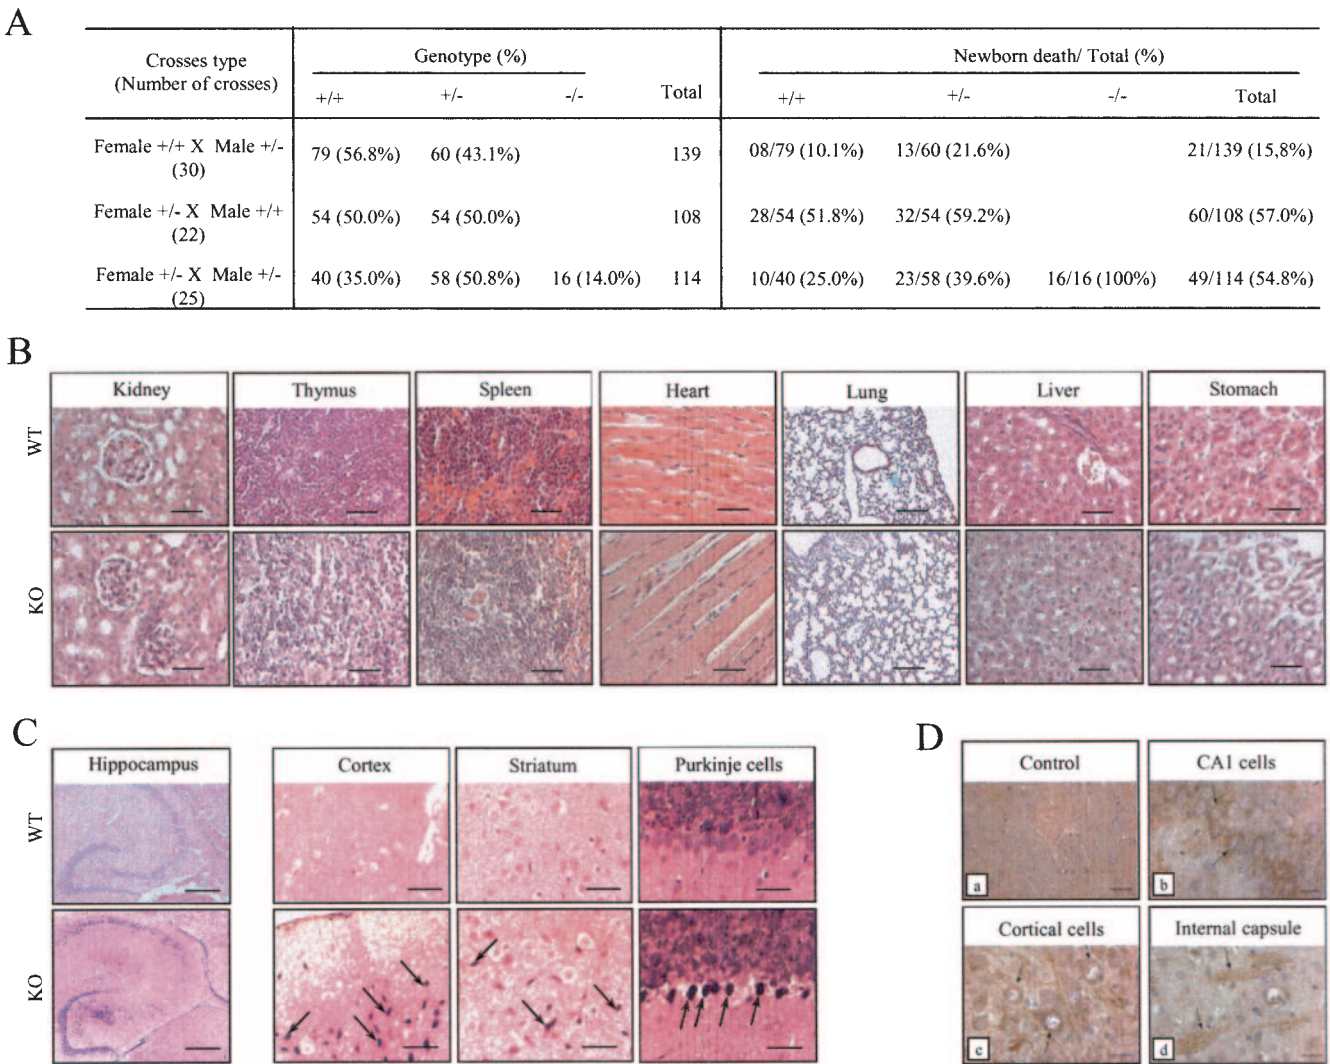 A
Crosses type
(Number of crosses)
Genotype (%)
Newborn death/ Total (%)
+/+ +/- -/- Total +/+ +/- -/- Total
Female +/+ X Male +/-
(30)
79 (56.8%) 60 (43.1%) 139 08/79 (10.1%) 13/60 (21.6%) 21/139 (15,8%)
Female +/- X Male +/+
(22)
54 (50.0%) 54 (50.0%) 108 28/54 (51.8%) 32/54 (59.2%) 60/108 (57.0%)
Female +/- X Male +/-
(25)
40 (35.0%) 58 (50.8%) 16 (14.0%) 114 10/40 (25.0%) 23/58 (39.6%) 16/16 (100%) 49/114 (54.8%)
B
Kidney Thymus Spleen Heart Lung Liver Stomach
WT
KO
C
Hippocampus Cortex Striatum Purkinje cells
WT
KO
D
Control CA1 cells
a b
Cortical cells Internal capsule
c d